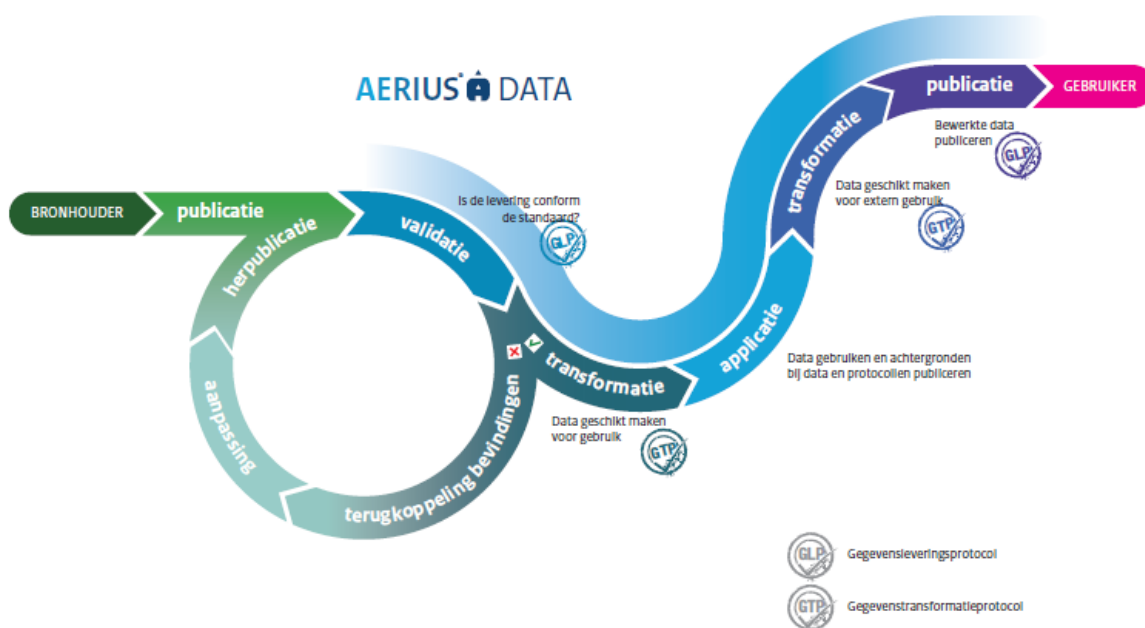 AERIUS® DATA
publicatie
GEBRUIKER
Bewerkte data
publiceren
GLP
transformatie
Data geschikt maken
voor extern gebruik
GTP
BRONHOUDER
publicatie
Is de levering conform
de standaard?
GLP
validatie
herpublicatie
applicatie
Data gebruiken en achtergronden
bij data en protocollen publiceren
transformatie
Data geschikt maken
voor gebruik
GTP
aanpassing
terugkoppeling bevindingen
GLP Gegevensleveringsprotocol
GTP Gegevenstransformatieprotocol